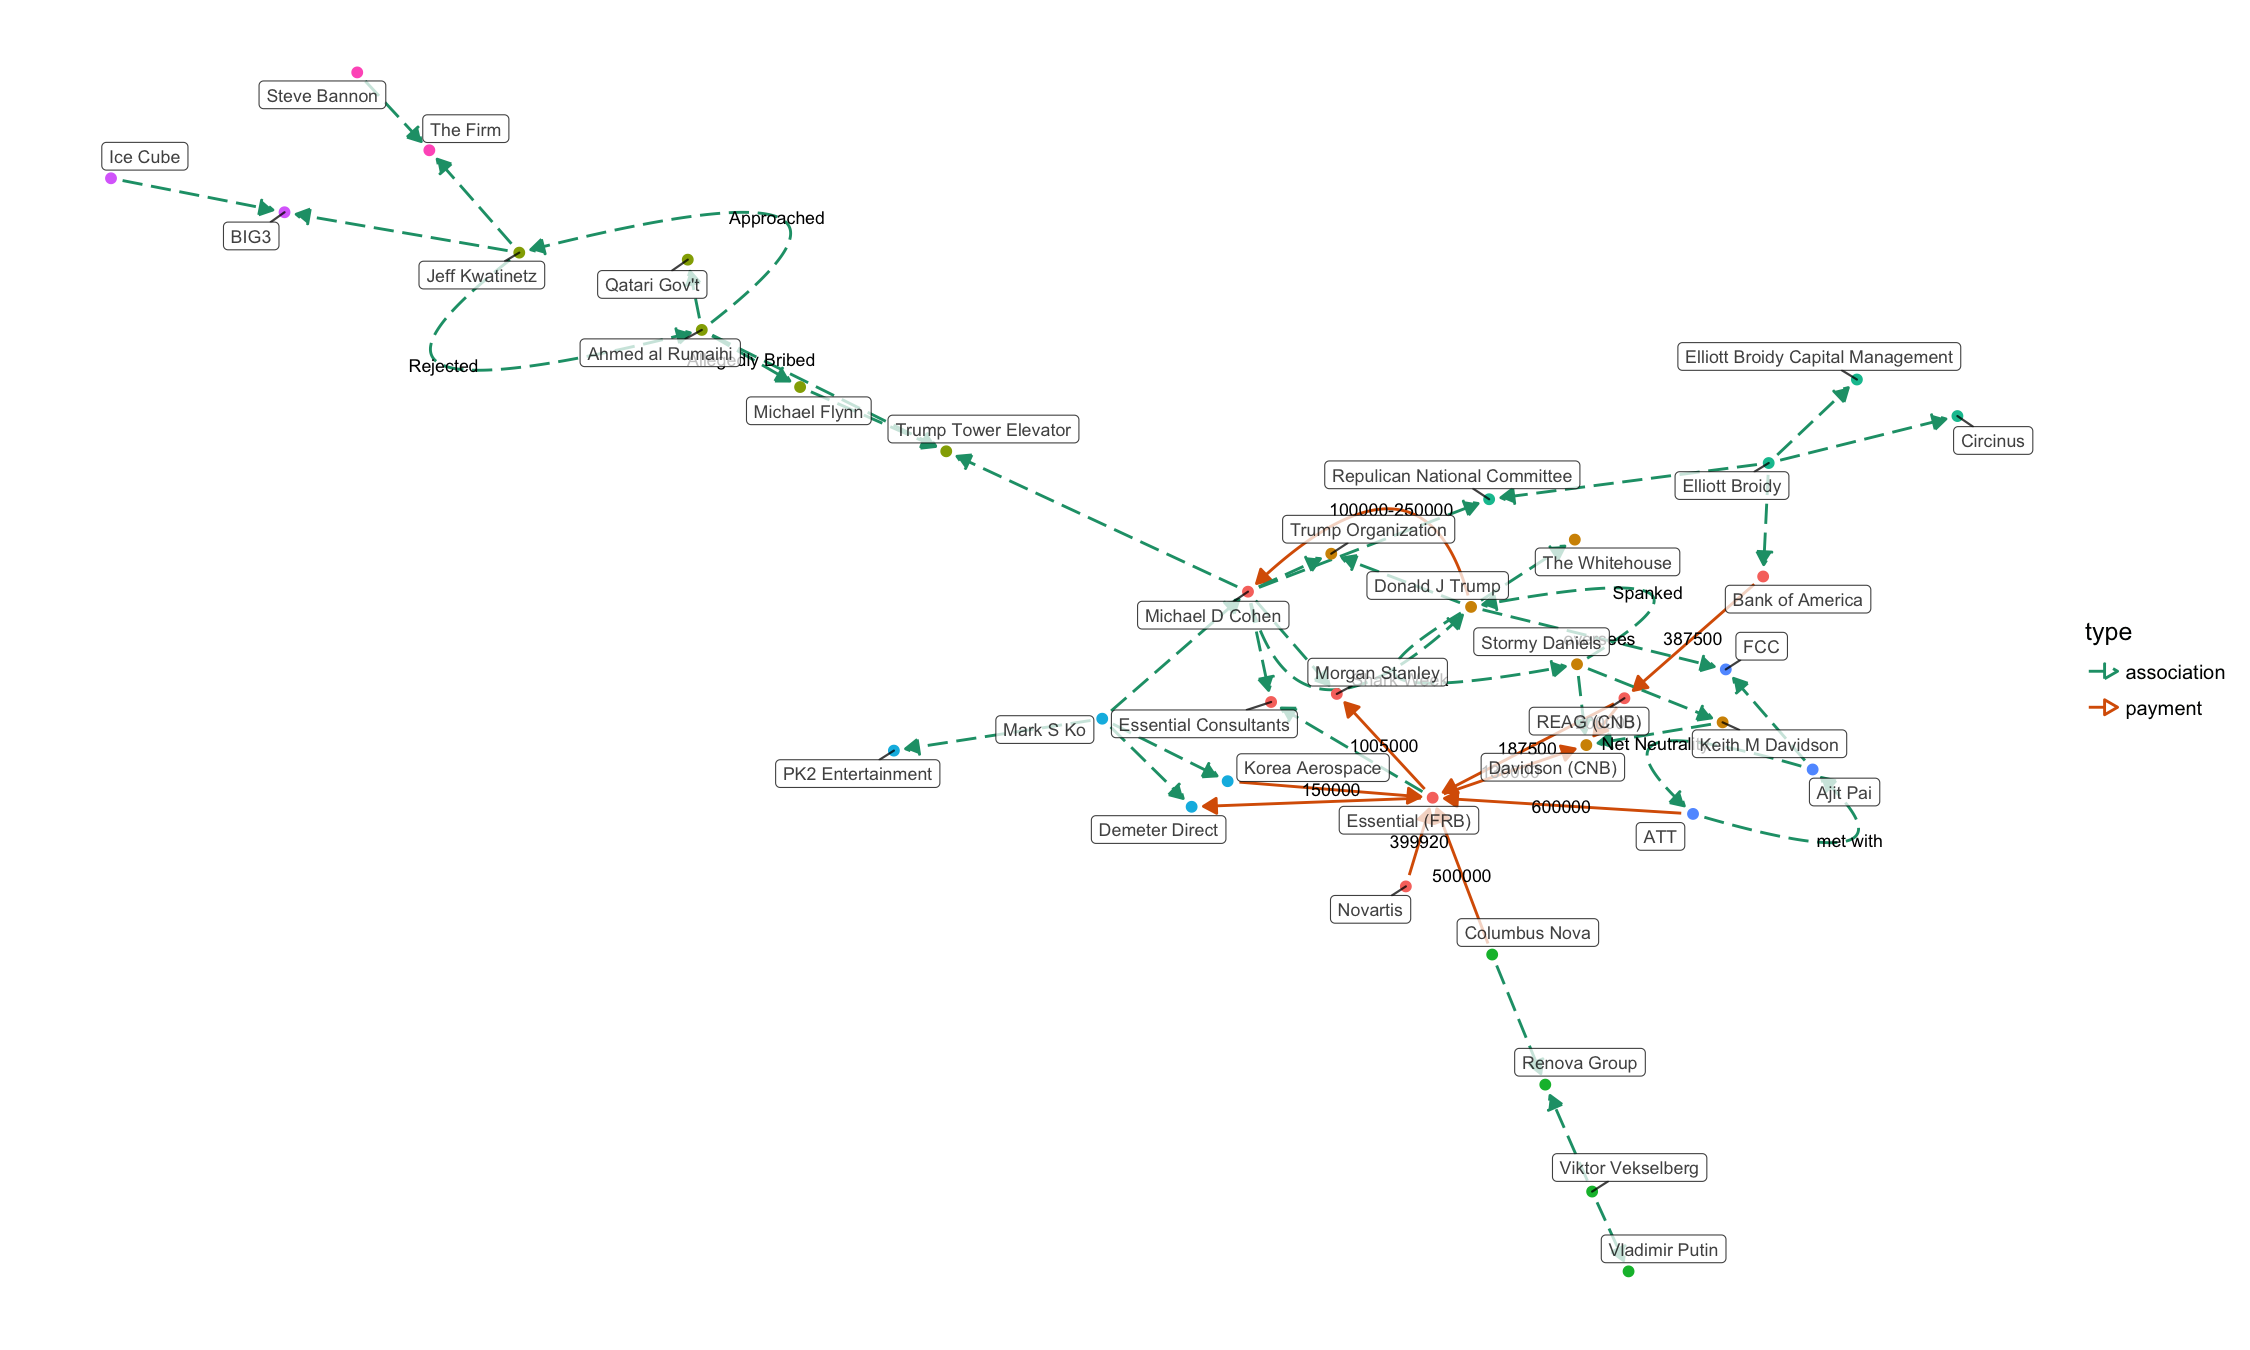 Steve Bannon
The Firm
Ice Cube
Approached
BIG3
Jeff Kwatinetz
Qatari Gov't
Ahmed al Rumaihi
Allegedly Bribed
Rejected
Michael Flynn
Trump Tower Elevator
Elliott Broidy Capital Management
Circinus
Repulican National Committee
Elliott Broidy
100000-250000
Trump Organization
The Whitehouse
Donald J Trump
Spanked
Bank of America
Michael D Cohen
Stormy Daniels
387500
FCC
type
association
payment
Morgan Stanley
Shark Week
Essential Consultants
Mark S Ko
REAG (CNB)
Keith M Davidson
Net Neutrality
1005000
187500
Korea Aerospace
Davidson (CNB)
PK2 Entertainment
150000
600000
Ajit Pai
Essential (FRB)
Demeter Direct
ATT
met with
399920
500000
Novartis
Columbus Nova
Renova Group
Viktor Vekselberg
Vladimir Putin